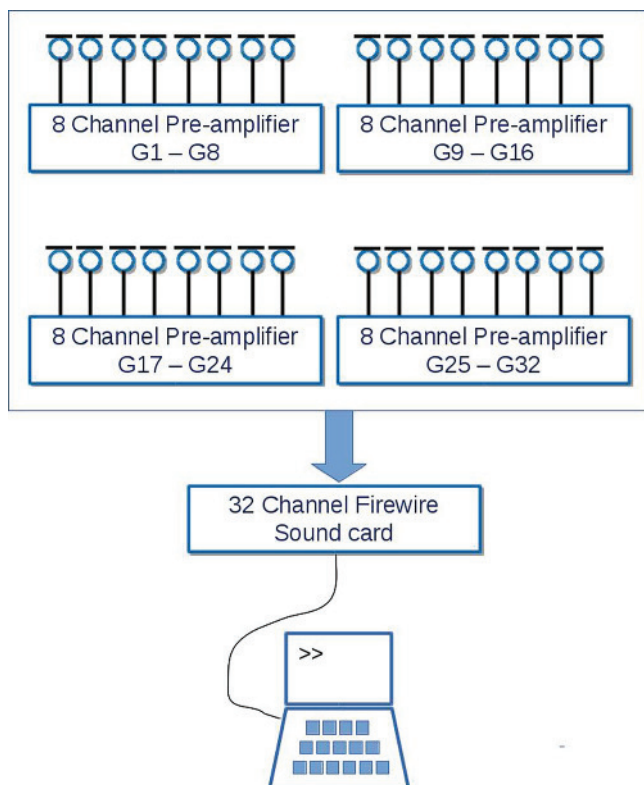 8 Channel Pre-amplifier
G1 – G8
8 Channel Pre-amplifier
G9 – G16
8 Channel Pre-amplifier
G17 – G24
8 Channel Pre-amplifier
G25 – G32
32 Channel Firewire
Sound card
>>